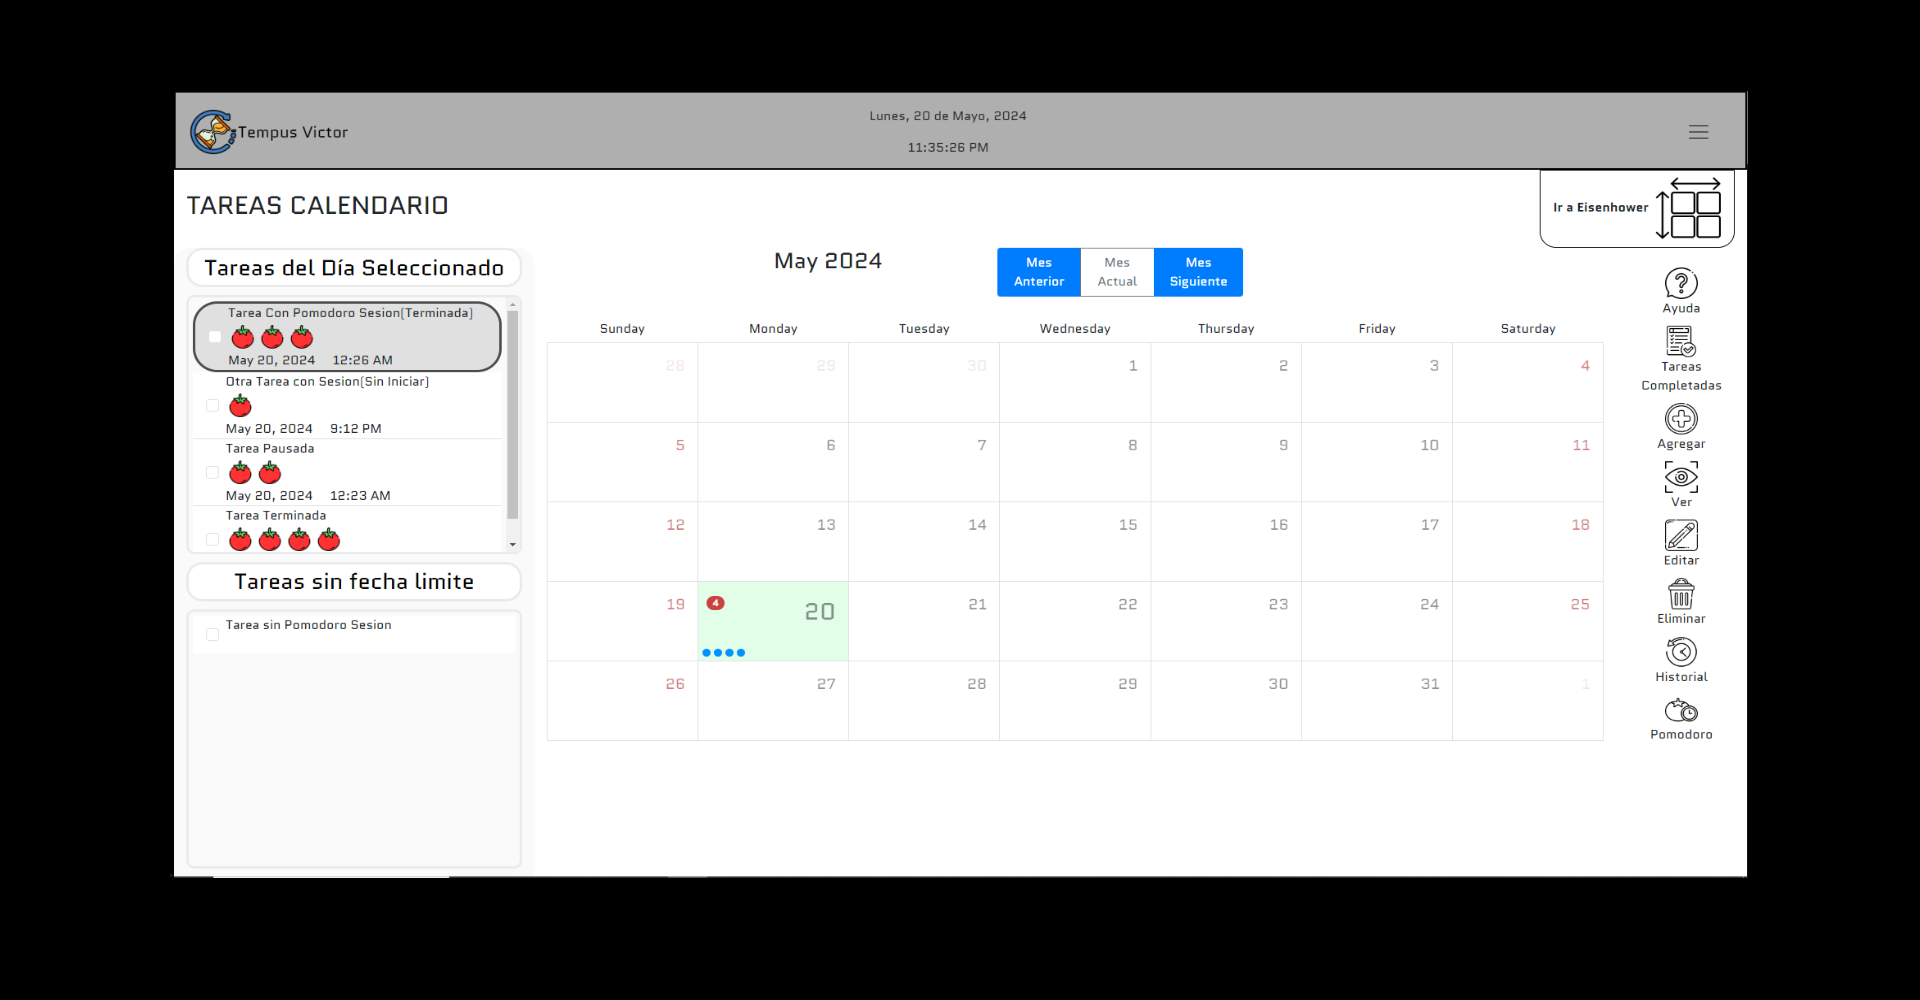 Tempus Victor
Lunes, 20 de Mayo, 2024
11:35:26 PM
TAREAS CALENDARIO
Ir a Eisenhower
Tareas del Día Seleccionado
Tarea Con Pomodoro Sesion(Terminada)
May 20, 2024 12:26 AM
Otra Tarea con Sesion(Sin Iniciar)
May 20, 2024 9:12 PM
Tarea Pausada
May 20, 2024 12:23 AM
Tarea Terminada
Tareas sin fecha limite
Tarea sin Pomodoro Sesion
May 2024
Mes Anterior
Mes Actual
Mes Siguiente
Sunday Monday Tuesday Wednesday Thursday Friday Saturday
28 29 30 1 2 3 4
5 6 7 8 9 10 11
12 13 14 15 16 17 18
19 4 20 21 22 23 24 25
26 27 28 29 30 31 1
Ayuda
Tareas
Completadas
Agregar
Ver
Editar
Eliminar
Historial
Pomodoro